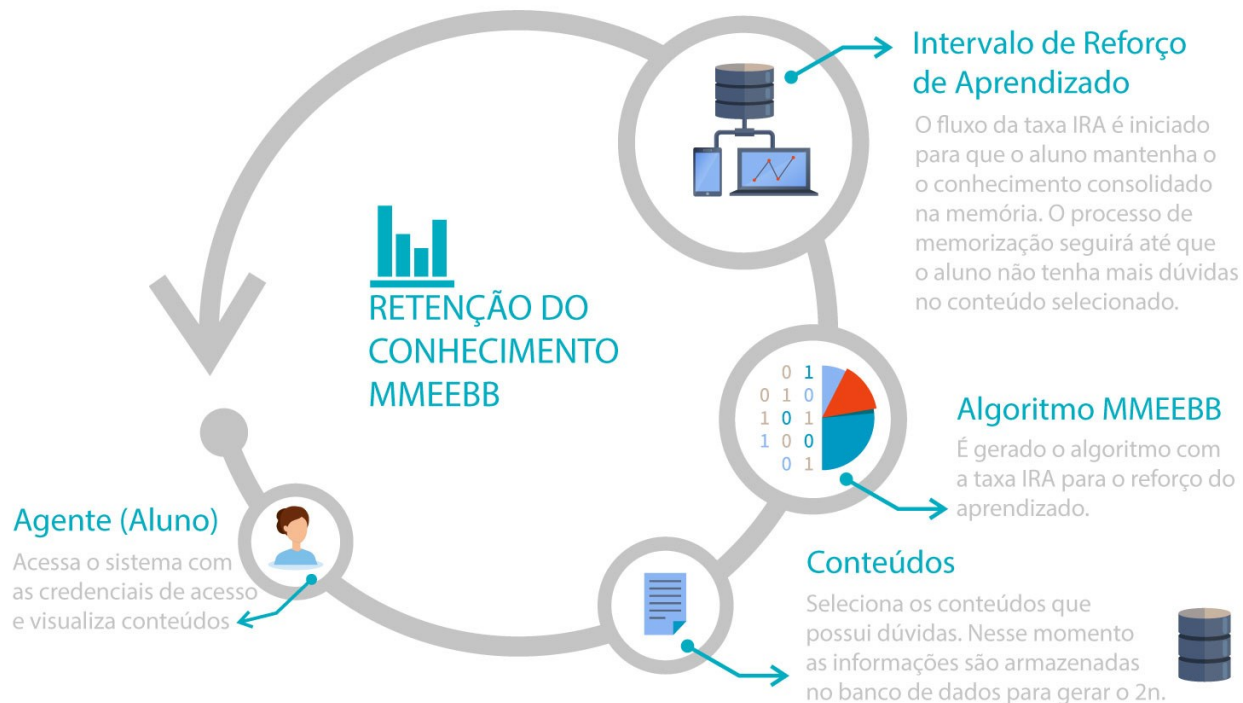 Intervalo de Reforço
de Aprendizado
O fluxo da taxa IRA é iniciado
para que o aluno mantenha o
o conhecimento consolidado
na memória. O processo de
memorização seguirá até que
o aluno não tenha mais dúvidas
no conteúdo selecionado.
RETENÇÃO DO
CONHECIMENTO
MMEEBB
0 1
0 1 0
1 0 1
1 0 0
0 1
Algoritmo MMEEBB
É gerado o algoritmo com
a taxa IRA para o reforço do
aprendizado.
Agente (Aluno)
Acessa o sistema com
as credenciais de acesso
e visualiza conteúdos
Conteúdos
Seleciona os conteúdos que
possui dúvidas. Nesse momento
as informações são armazenadas
no banco de dados para gerar o 2n.